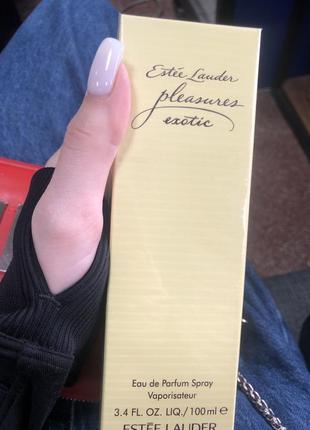 Estée Lauder
pleasures
exotic
Eau de Parfum Spray
Vaporisateur
3.4 FL. OZ. LIQ./100 ml e
ESTĒE LAUDER